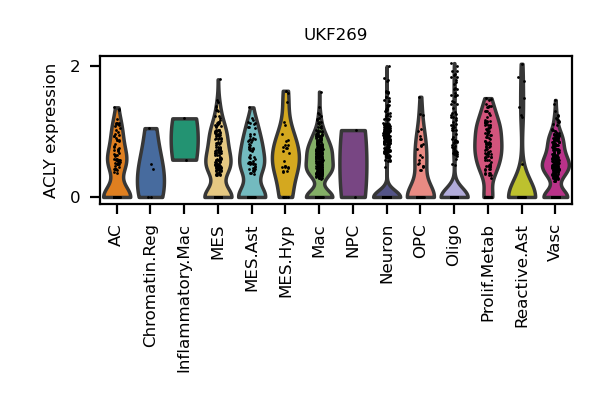 UKF269
ACLY expression
2
0
AC
Chromatin.Reg
Inflammatory.Mac
MES
MES.Ast
MES.Hyp
Mac
NPC
Neuron
OPC
Oligo
Prolif.Metab
Reactive.Ast
Vasc